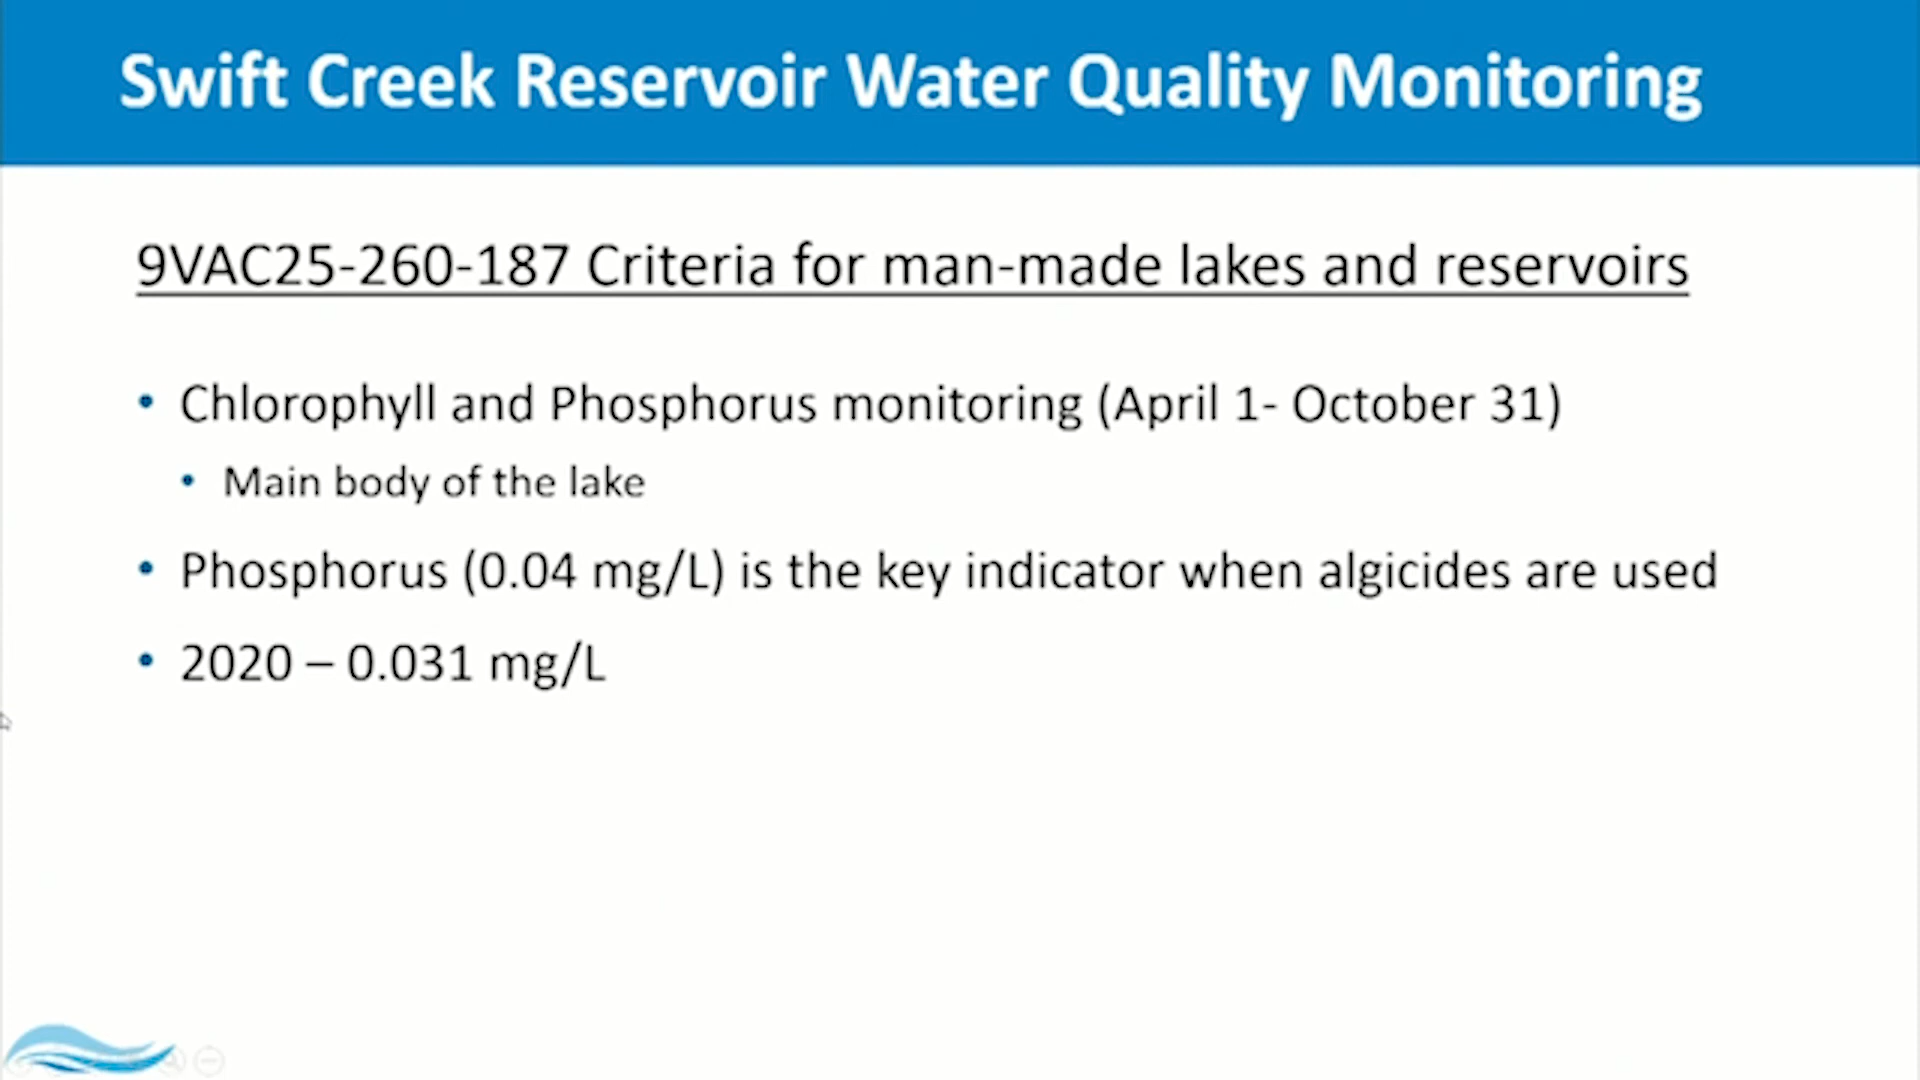 Swift Creek Reservoir Water Quality Monitoring
9VAC25-260-187 Criteria for man-made lakes and reservoirs
• Chlorophyll and Phosphorus monitoring (April 1- October 31)
• Main body of the lake
• Phosphorus (0.04 mg/L) is the key indicator when algicides are used
• 2020 – 0.031 mg/L